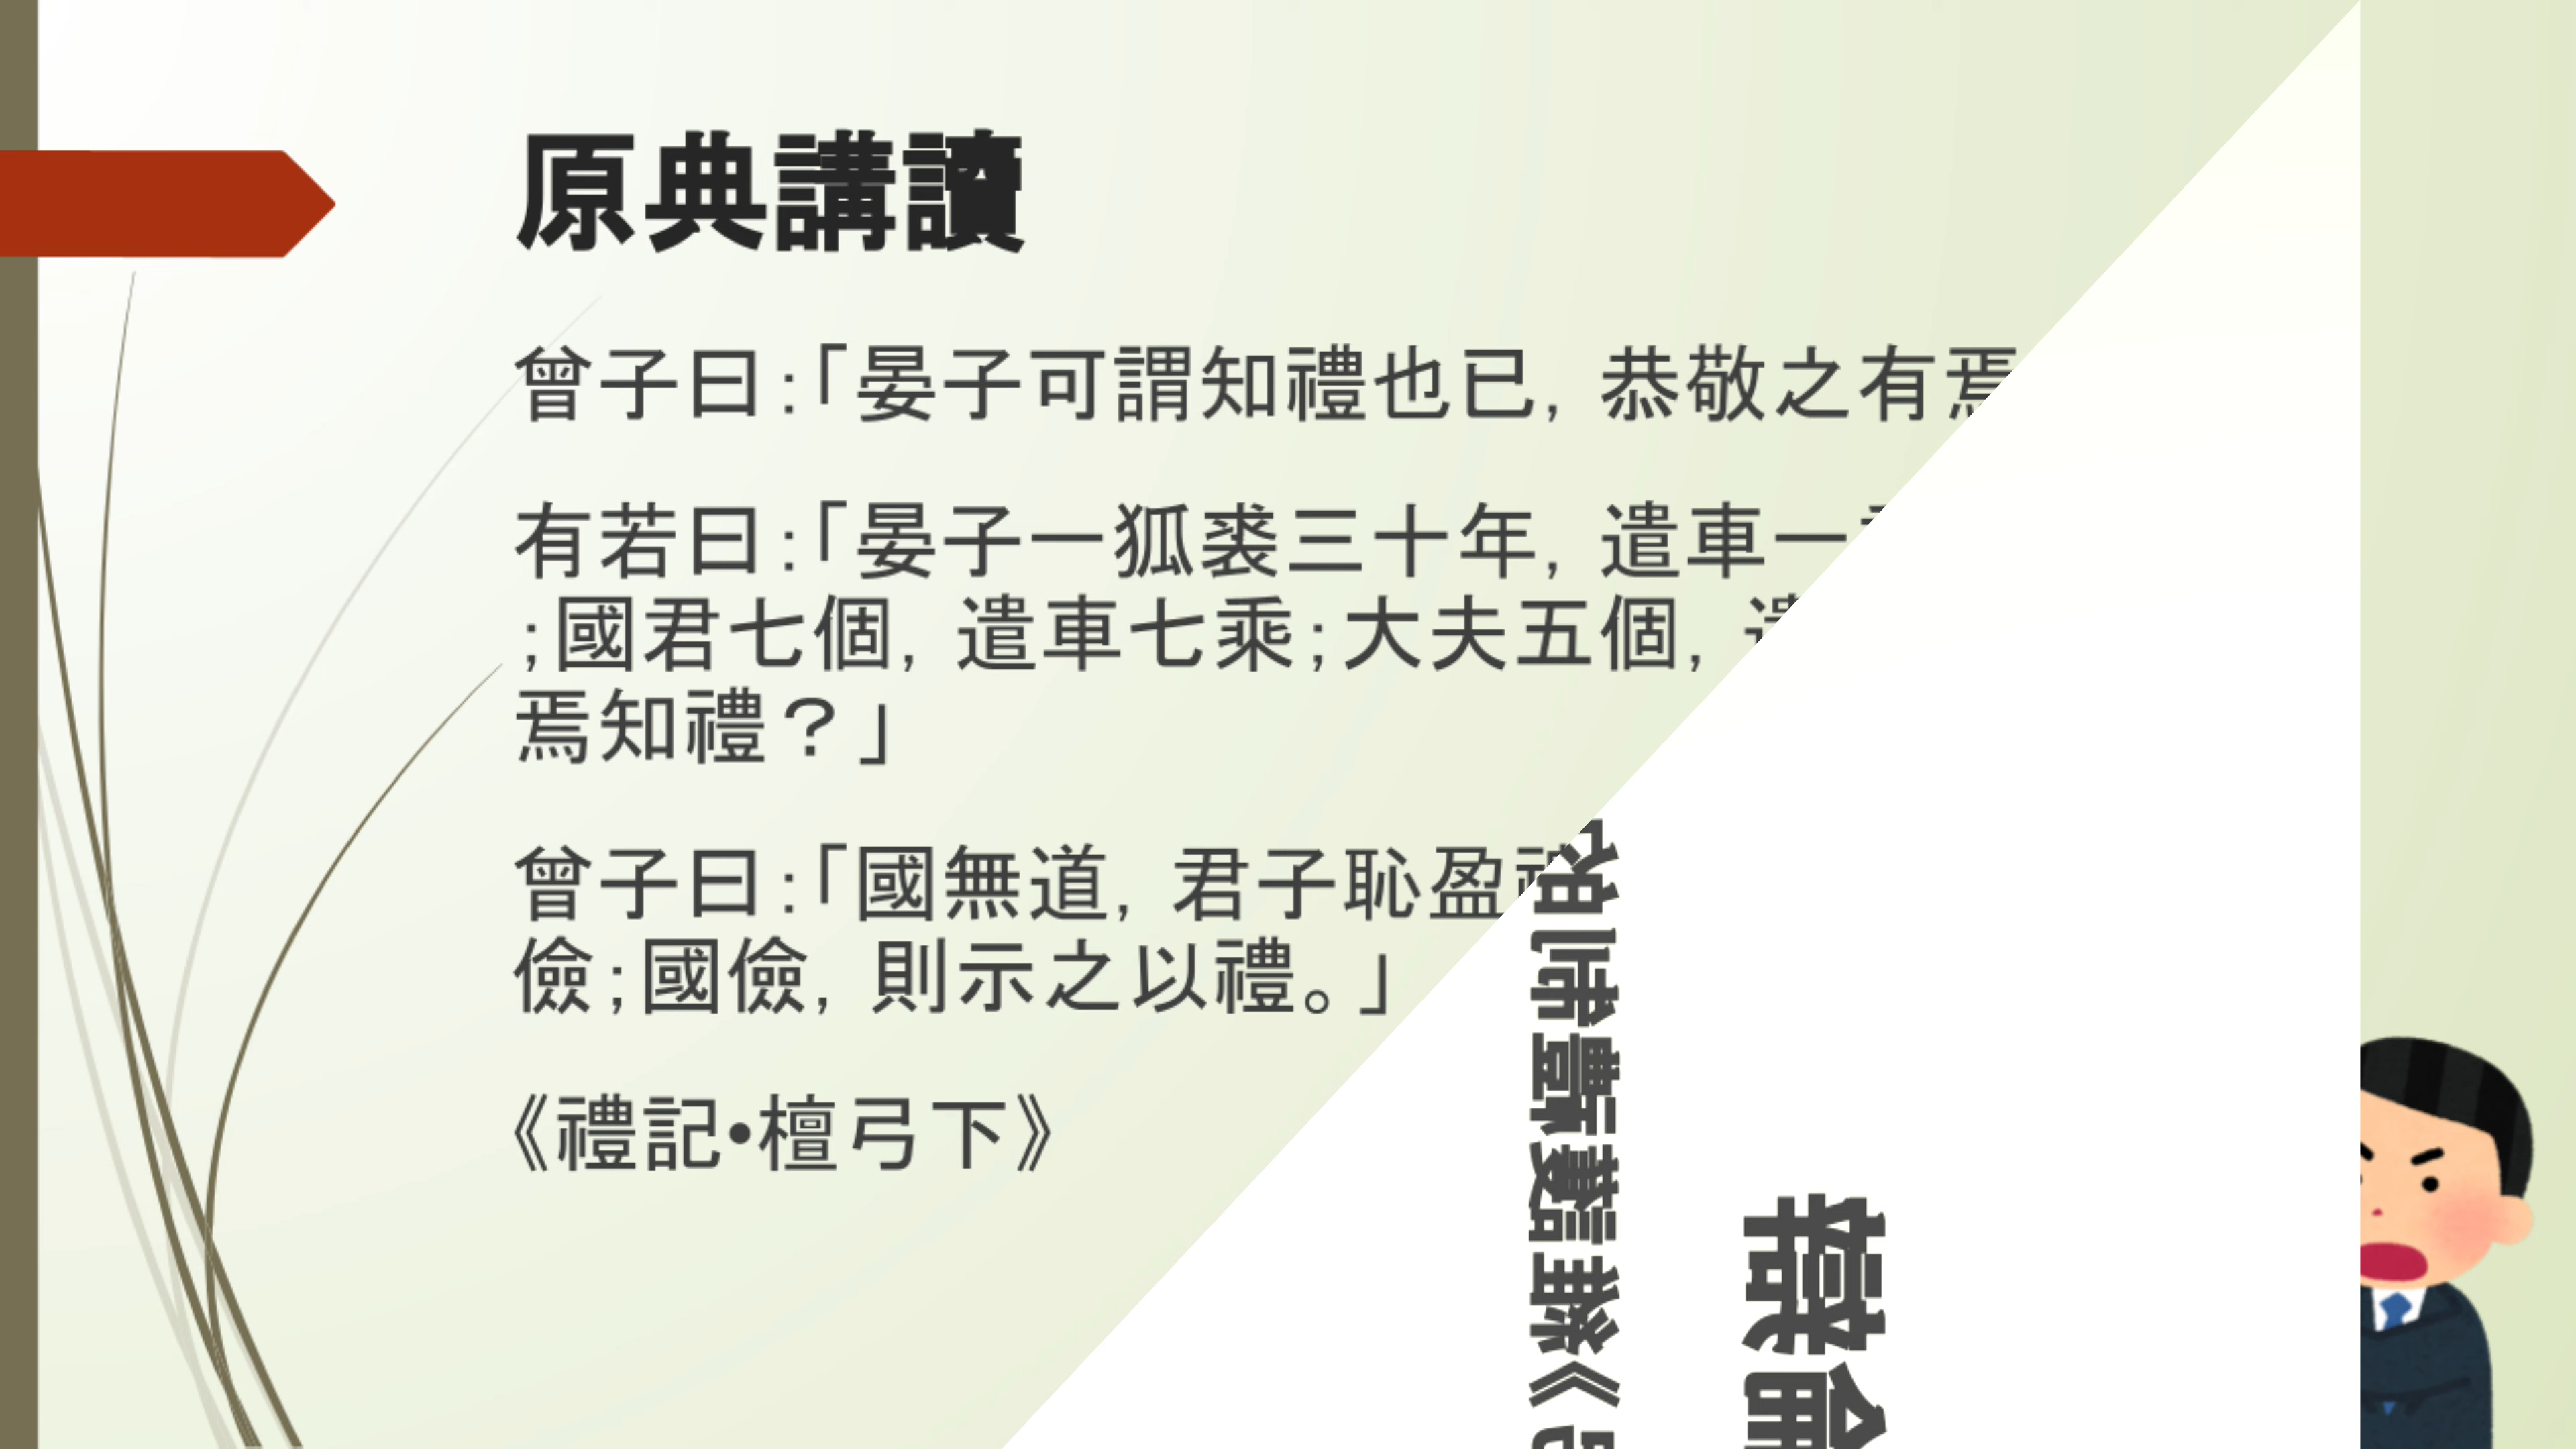 原典講讀
曾子曰:「晏子可謂知禮也已, 恭敬之有焉
有若曰:「晏子一狐裘三十年, 遣車一
;國君七個, 遣車七乘;大夫五個,
焉知禮?」
曾子曰:「國無道, 君子恥盈
儉;國儉, 則示之以禮。」
《禮記•檀弓下》